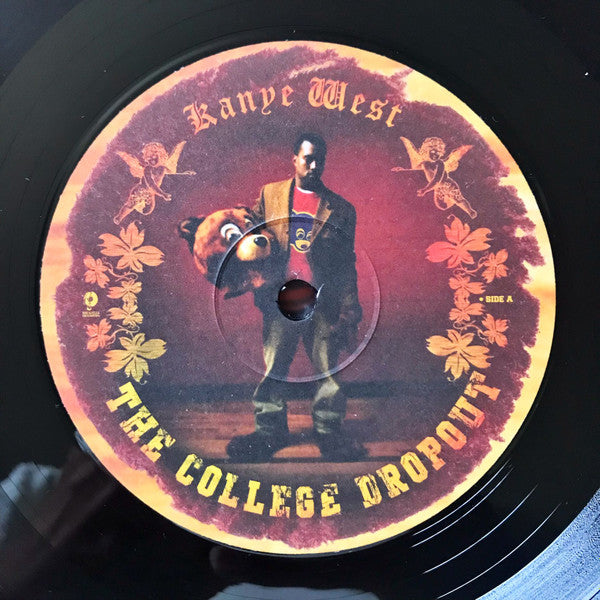 Kanye West
• SIDE A
THE COLLEGE DROPOUT